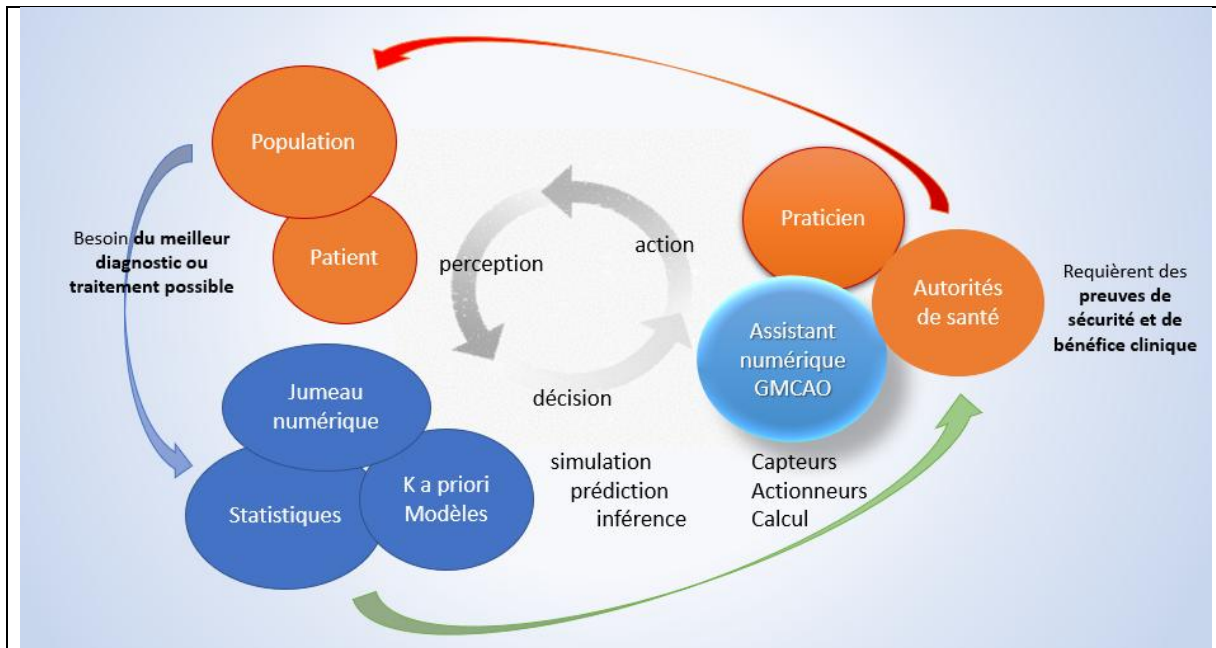 Population
Patient
Besoin du meilleur
diagnostic ou
traitement possible
perception
action
décision
Praticien
Autorités
de santé
Requièrent des
preuves de
sécurité et de
bénéfice clinique
Assistant
numérique
GMCAO
Jumeau
numérique
Statistiques
K a priori
Modèles
simulation
prédiction
inférence
Capteurs
Actionneurs
Calcul